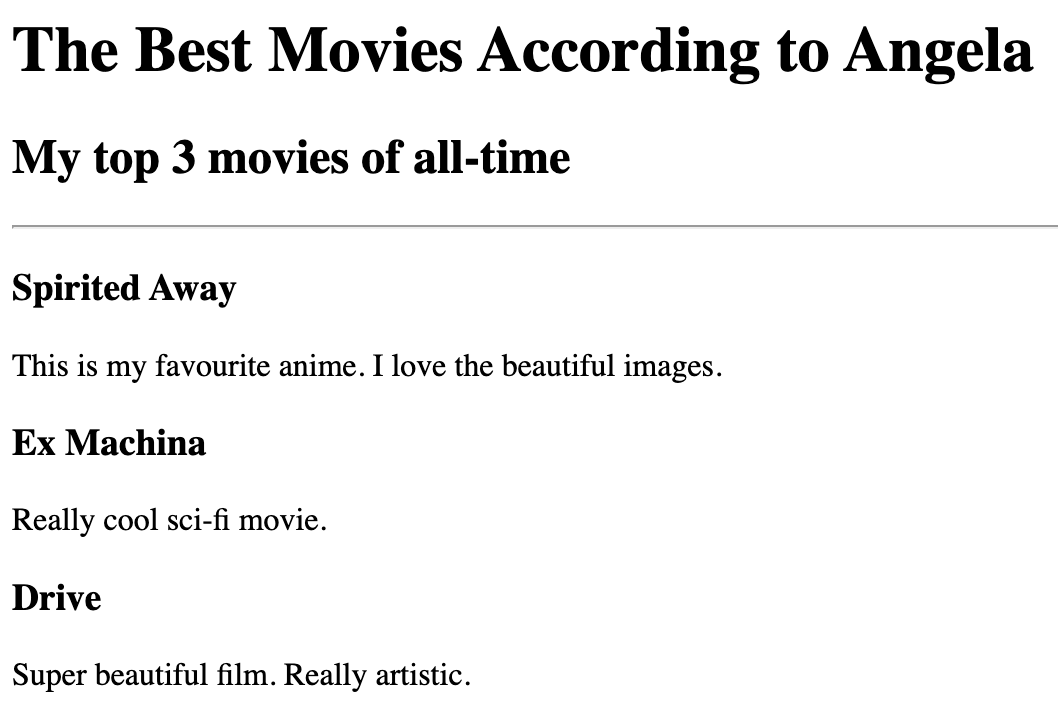 The Best Movies According to Angela
My top 3 movies of all-time
Spirited Away
This is my favourite anime. I love the beautiful images.
Ex Machina
Really cool sci-fi movie.
Drive
Super beautiful film. Really artistic.